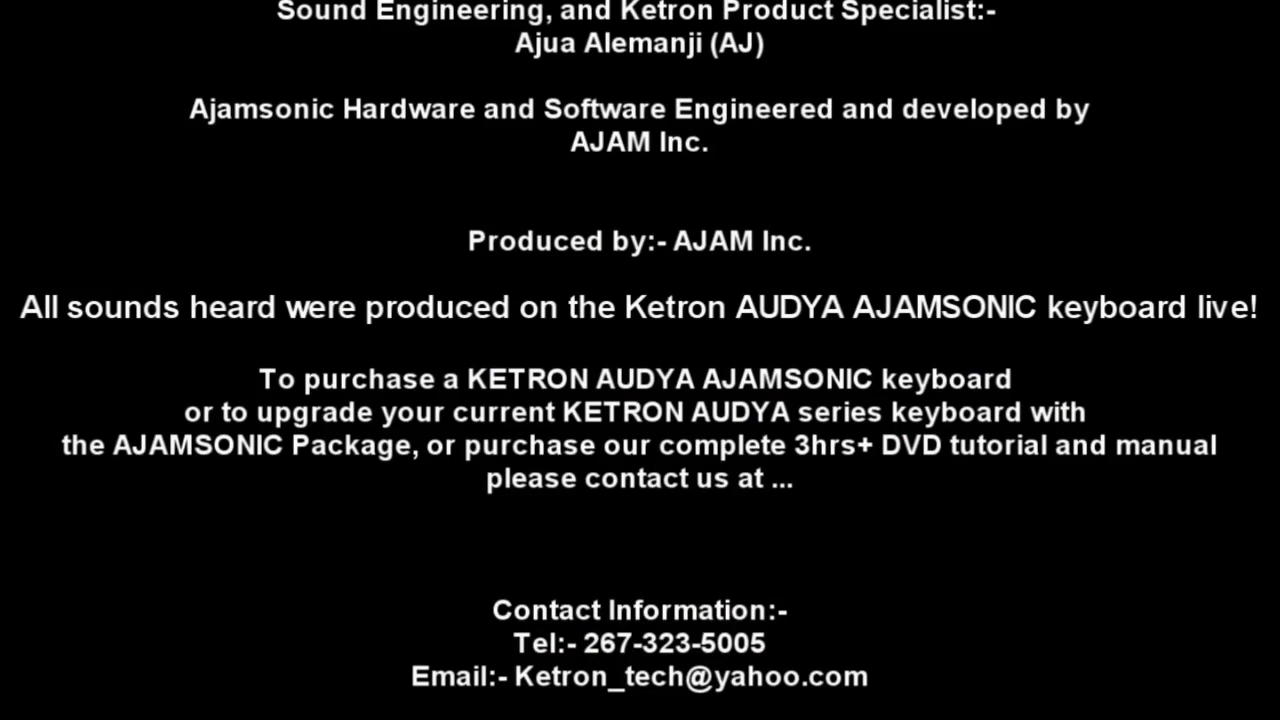 Sound Engineering, and Ketron Product Specialist:-
Ajua Alemanji (AJ)
Ajamsonic Hardware and Software Engineered and developed by
AJAM Inc.
Produced by:- AJAM Inc.
All sounds heard were produced on the Ketron AUDYA AJAMSONIC keyboard live!
To purchase a KETRON AUDYA AJAMSONIC keyboard
or to upgrade your current KETRON AUDYA series keyboard with
the AJAMSONIC Package, or purchase our complete 3hrs+ DVD tutorial and manual
please contact us at ...
Contact Information:-
Tel:- 267-323-5005
Email:- Ketron_tech@yahoo.com